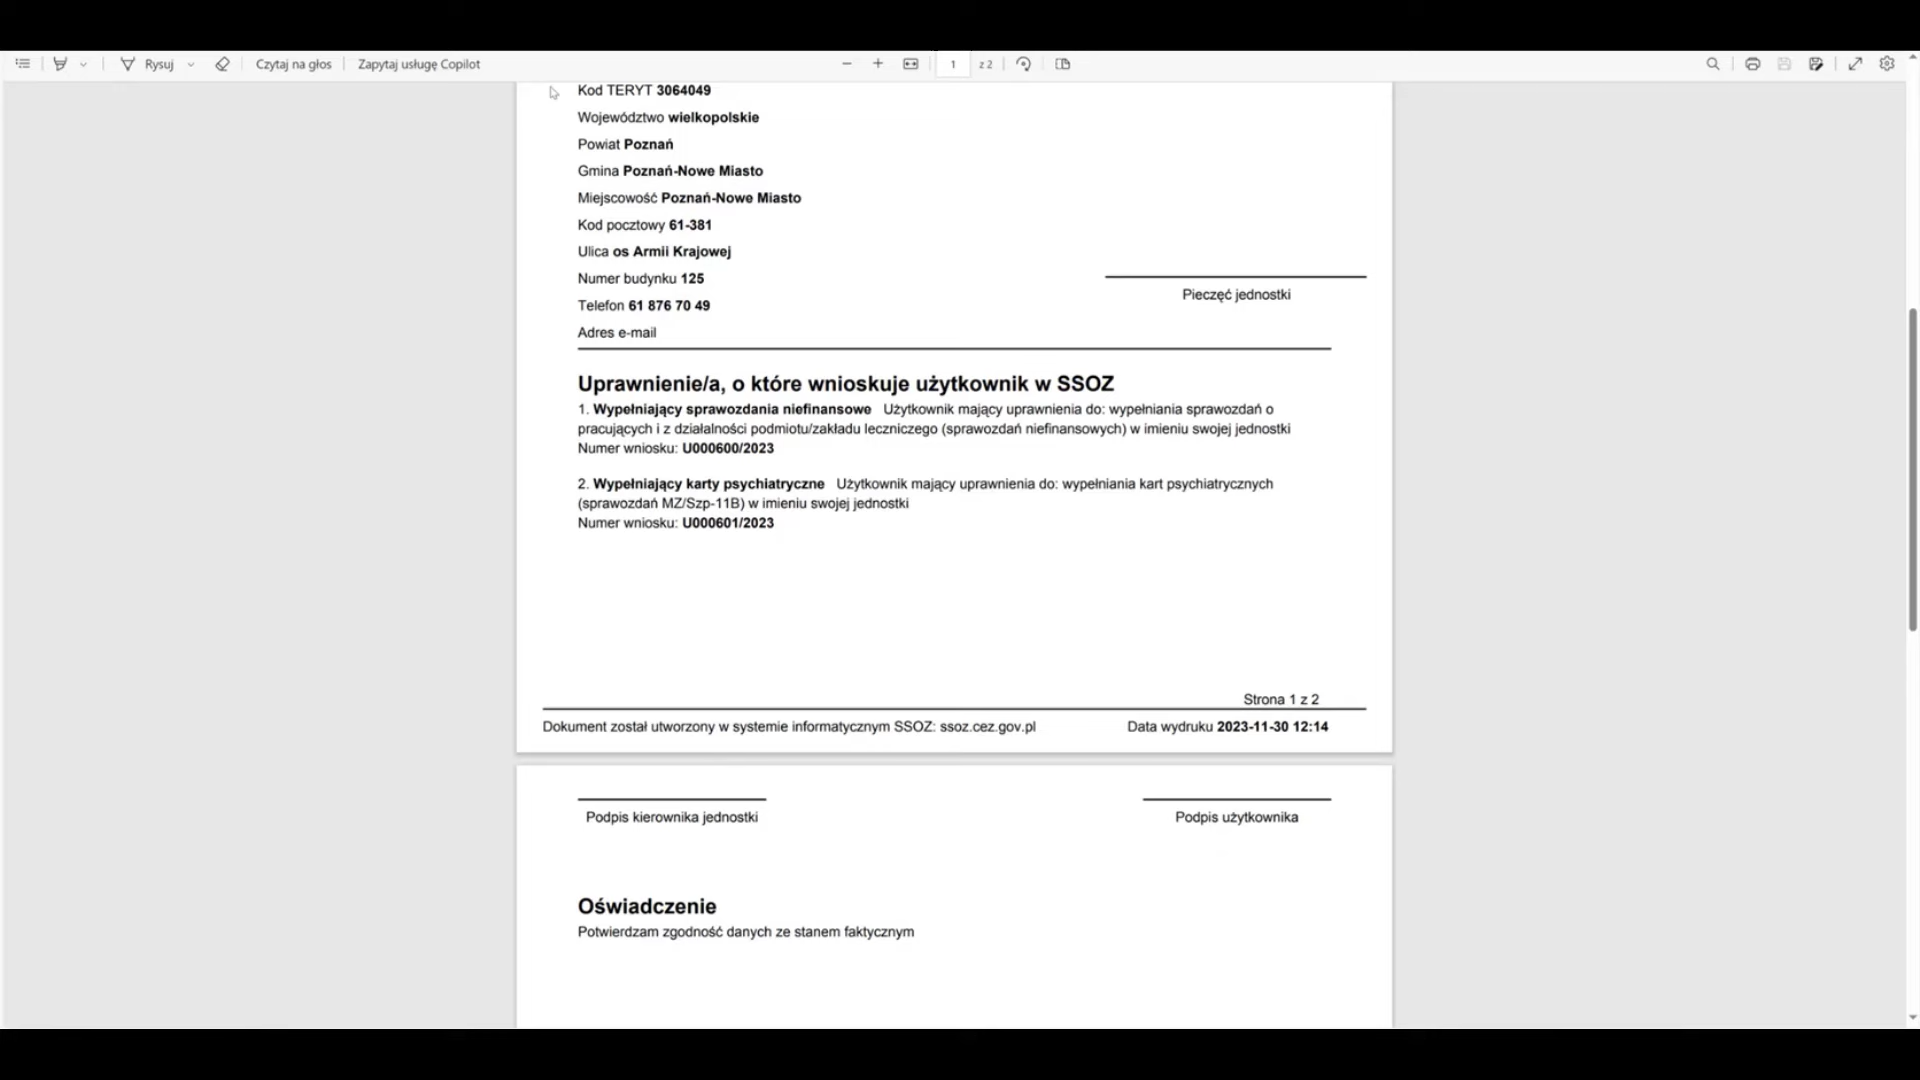 Rysuj Czytaj na głos Zapytaj usługę Copilot 1 z 2
Kod TERYT 3064049
Województwo wielkopolskie
Powiat Poznań
Gmina Poznań-Nowe Miasto
Miejscowość Poznań-Nowe Miasto
Kod pocztowy 61-381
Ulica os Armii Krajowej
Numer budynku 125
Telefon 61 876 70 49
Pieczęć jednostki
Adres e-mail
Uprawnienie/a, o które wnioskuje użytkownik w SSOZ
1. Wypełniający sprawozdania niefinansowe Użytkownik mający uprawnienia do: wypełniania sprawozdań o
pracujących i z działalności podmiotu/zakładu leczniczego (sprawozdań niefinansowych) w imieniu swojej jednostki
Numer wniosku: U000600/2023
2. Wypełniający karty psychiatryczne Użytkownik mający uprawnienia do: wypełniania kart psychiatrycznych
(sprawozdań MZ/Szp-11B) w imieniu swojej jednostki
Numer wniosku: U000601/2023
Strona 1 z 2
Dokument został utworzony w systemie informatycznym SSOZ: ssoz.cez.gov.pl Data wydruku 2023-11-30 12:14
Podpis kierownika jednostki Podpis użytkownika
Oświadczenie
Potwierdzam zgodność danych ze stanem faktycznym